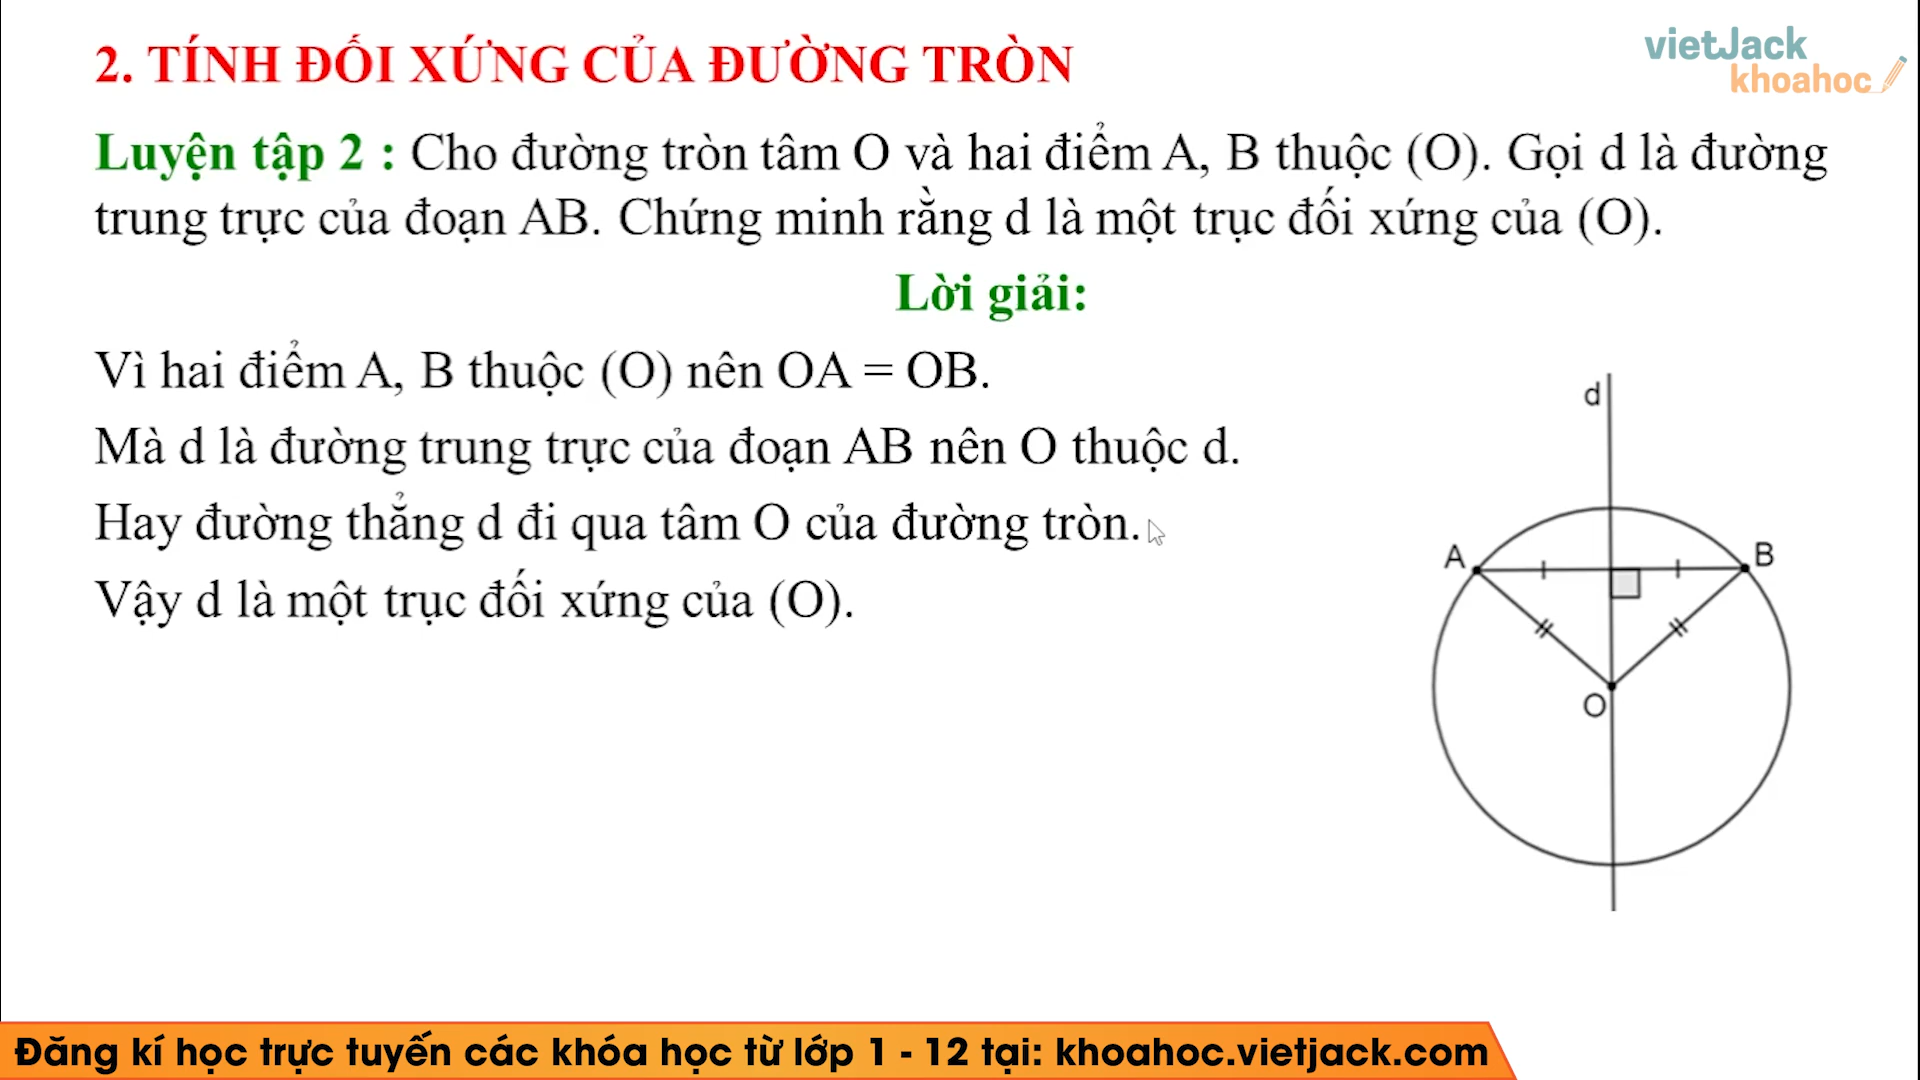 2. TÍNH ĐỐI XỨNG CỦA ĐƯỜNG TRÒN
vietJack
khoahoc
Luyện tập 2 : Cho đường tròn tâm O và hai điểm A, B thuộc (O). Gọi d là đường
trung trực của đoạn AB. Chứng minh rằng d là một trục đối xứng của (O).
Lời giải:
Vì hai điểm A, B thuộc (O) nên OA = OB.
Mà d là đường trung trực của đoạn AB nên O thuộc d.
Hay đường thẳng d đi qua tâm O của đường tròn.
Vậy d là một trục đối xứng của (O).
d
A
B
O
Đăng kí học trực tuyến các khóa học từ lớp 1 - 12 tại: khoahoc.vietjack.com